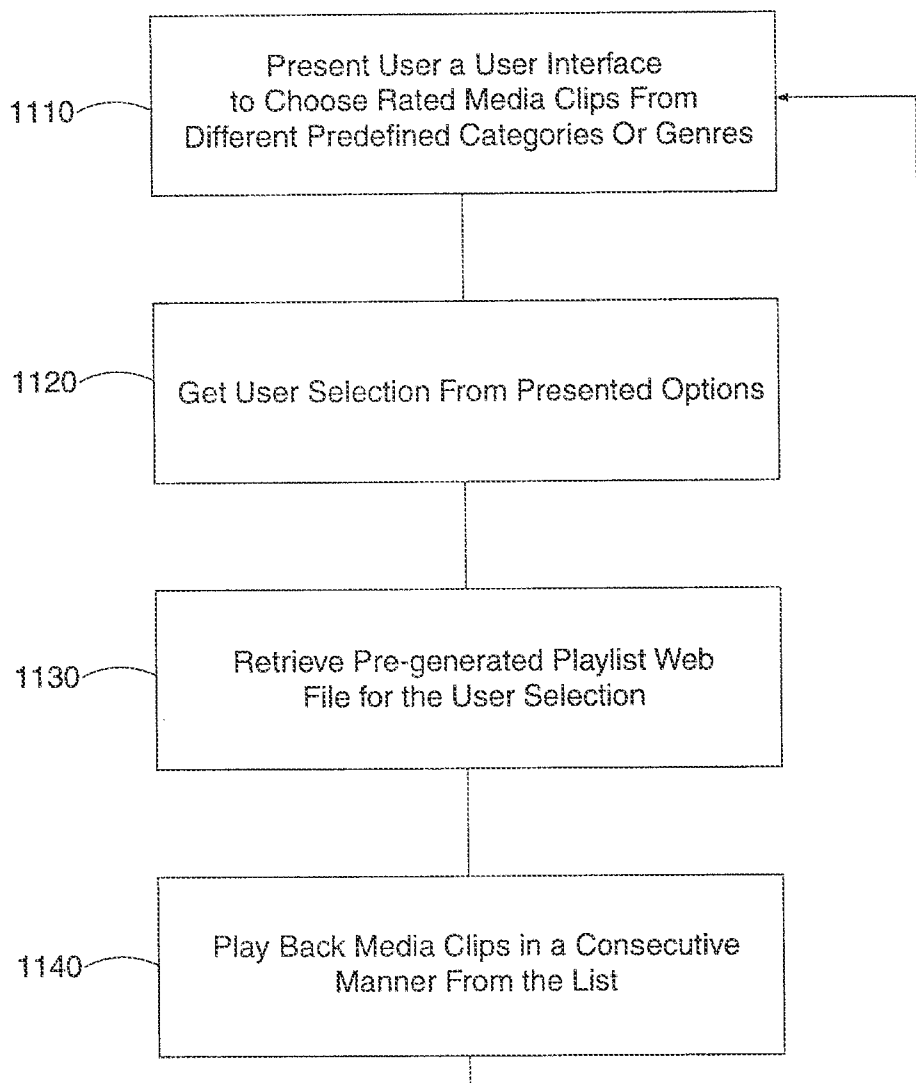 Present User a User Interface
to Choose Rated Media Clips From
Different Predefined Categories Or Genres
1110
Get User Selection From Presented Options
1120
Retrieve Pre-generated Playlist Web
File for the User Selection
1130
Play Back Media Clips in a Consecutive
Manner From the List
1140